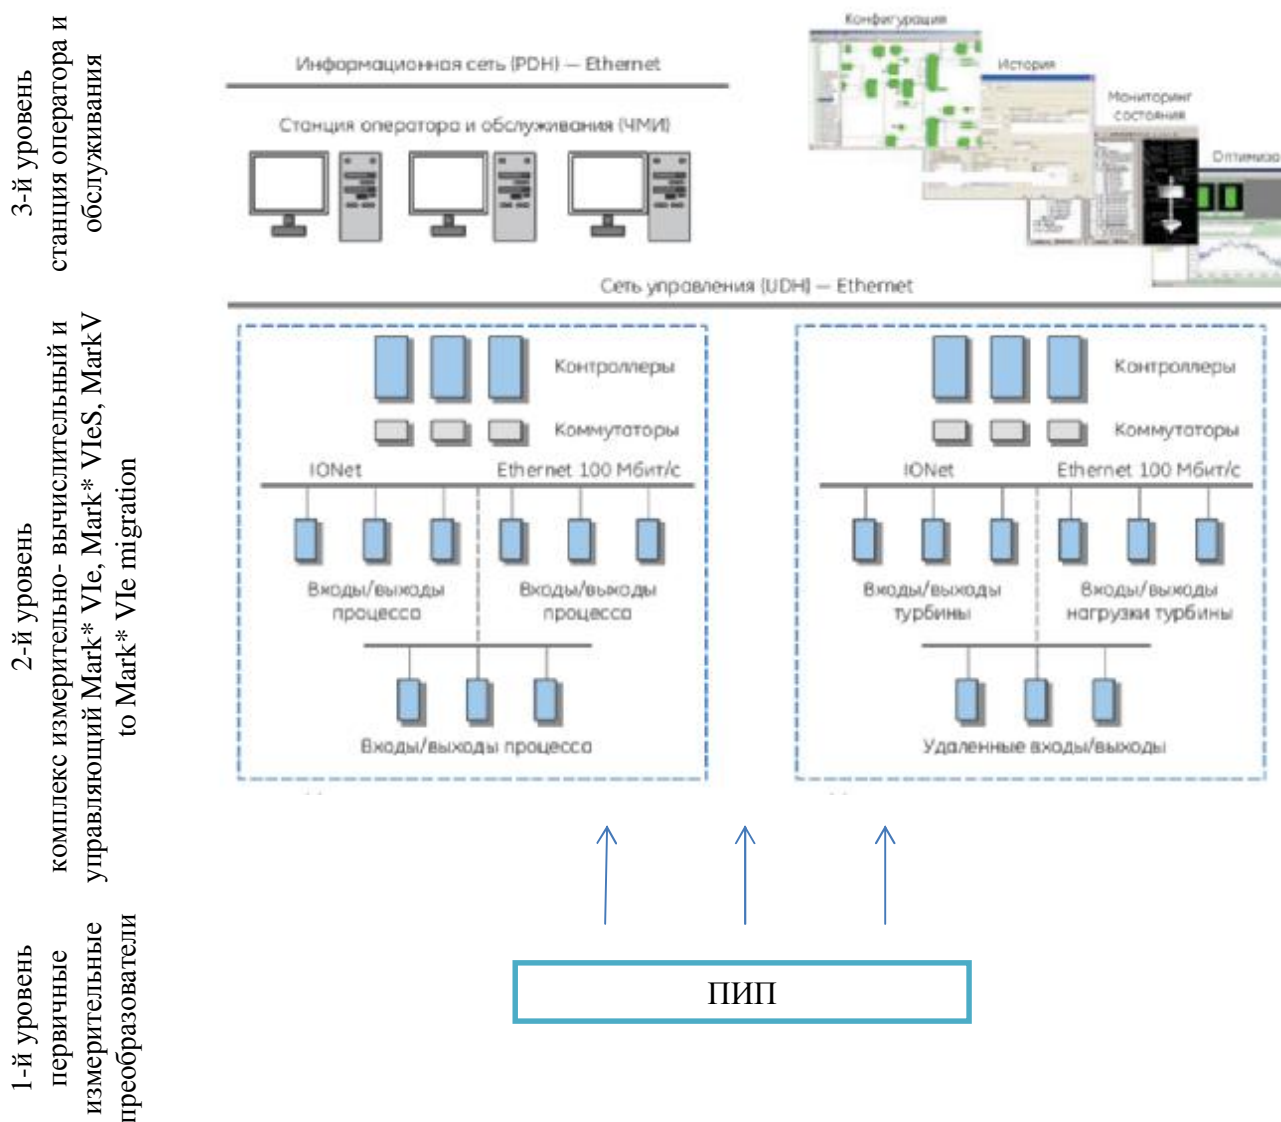 3-й уровень
станция оператора и
обслуживания
Информационная сеть (PDH) — Ethernet
Станция оператора и обслуживания (ЧМИ)
Конфигурация
История
Мониторинг
состояния
Оптимиза
Сеть управления (UDH) — Ethernet
2-й уровень
комплекс измерительно- вычислительный и
управляющий Mark* VIe, Mark* VIeS, MarkV
to Mark* VIe migration
Контроллеры
Коммутаторы
IONet
Ethernet 100 Мбит/с
Входы/выходы
процесса
Входы/выходы
процесса
Входы/выходы процесса
Контроллеры
Коммутаторы
IONet
Ethernet 100 Мбит/с
Входы/выходы
турбины
Входы/выходы
нагрузки турбины
Удаленные входы/выходы
1-й уровень
первичные
измерительные
преобразователи
ПИП